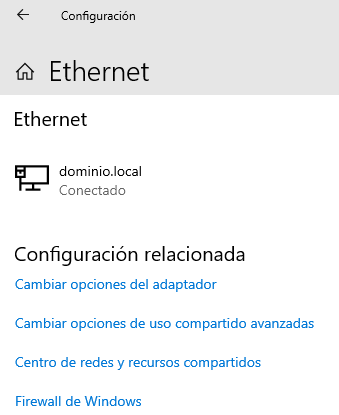 Configuración
Ethernet
Ethernet
dominio.local
Conectado
Configuración relacionada
Cambiar opciones del adaptador
Cambiar opciones de uso compartido avanzadas
Centro de redes y recursos compartidos
Firewall de Windows